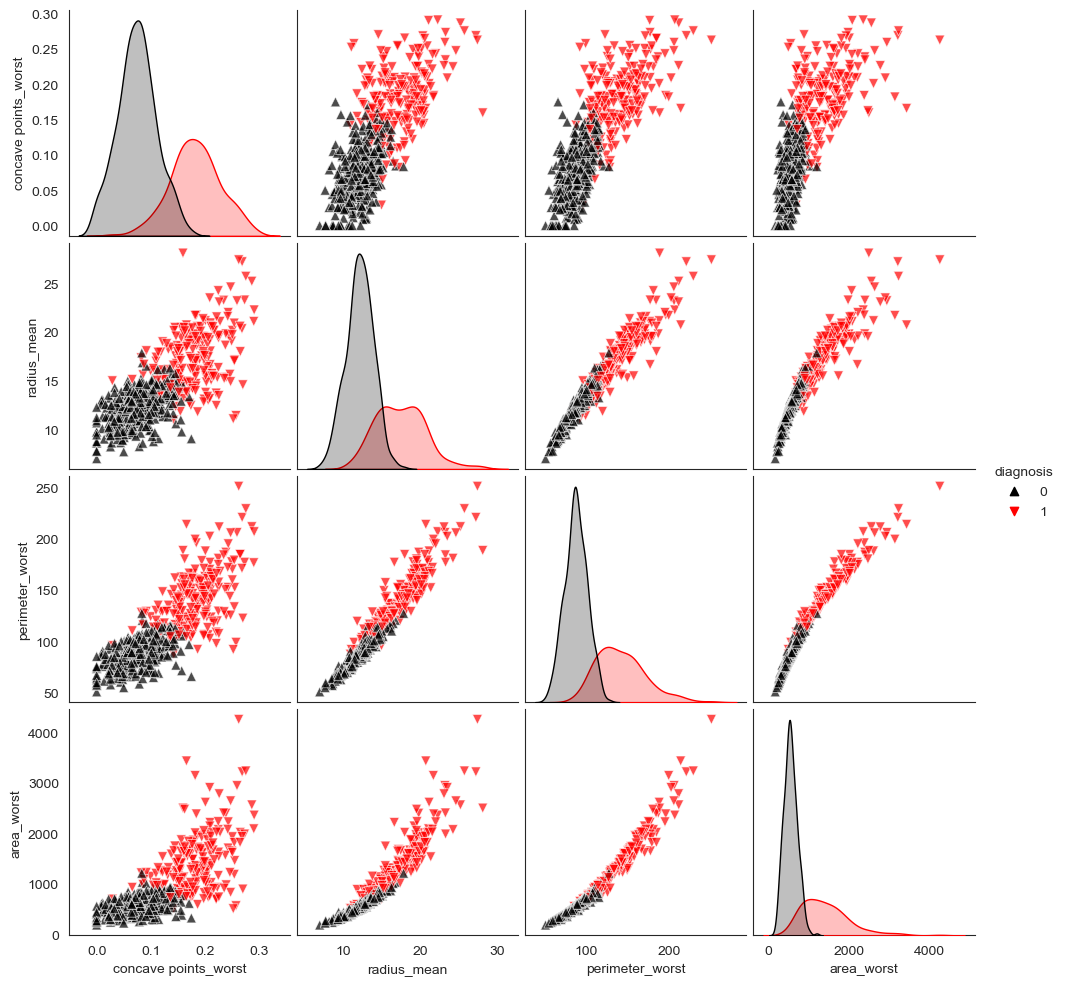 0.30
0.25
0.20
0.15
0.10
0.05
0.00
concave points_worst
25
20
15
10
radius_mean
diagnosis
0
1
250
200
150
100
50
perimeter_worst
4000
3000
2000
1000
0
area_worst
0.0 0.1 0.2 0.3
10 20 30
100 200
0 2000 4000
concave points_worst
radius_mean
perimeter_worst
area_worst